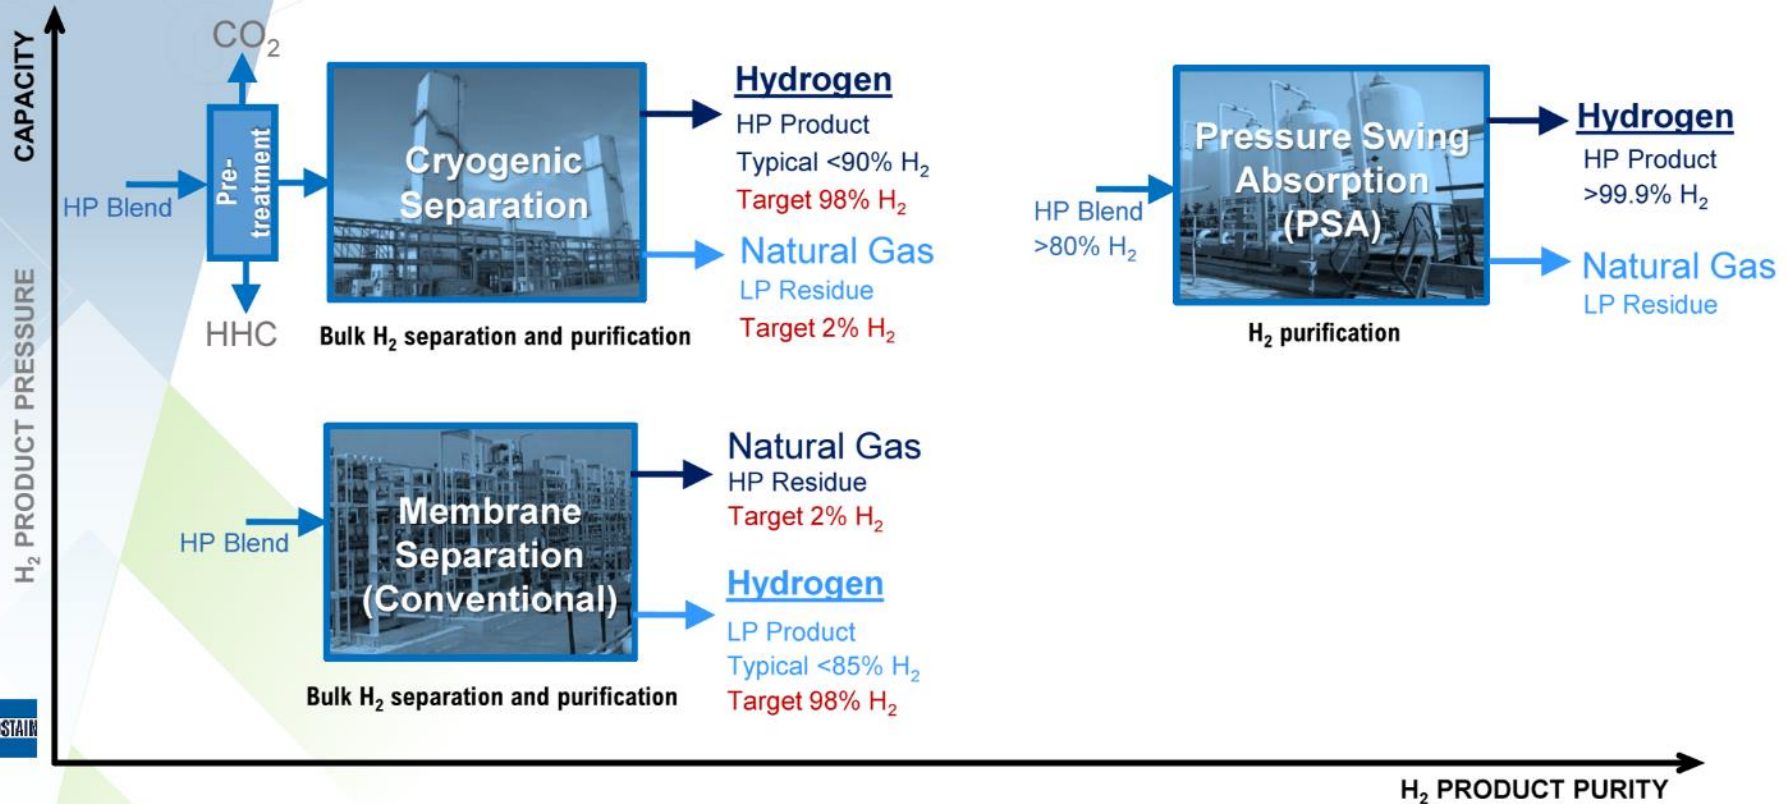 CAPACITY
H₂ PRODUCT PRESSURE
CO₂
HP Blend
Pre-
treatment
HHC
Cryogenic
Separation
Bulk H₂ separation and purification
Hydrogen
HP Product
Typical <90% H₂
Target 98% H₂
Natural Gas
LP Residue
Target 2% H₂
HP Blend
>80% H₂
Pressure Swing
Absorption
(PSA)
H₂ purification
Hydrogen
HP Product
>99.9% H₂
Natural Gas
LP Residue
HP Blend
Membrane
Separation
(Conventional)
Bulk H₂ separation and purification
Natural Gas
HP Residue
Target 2% H₂
Hydrogen
LP Product
Typical <85% H₂
Target 98% H₂
STAIN
H₂ PRODUCT PURITY